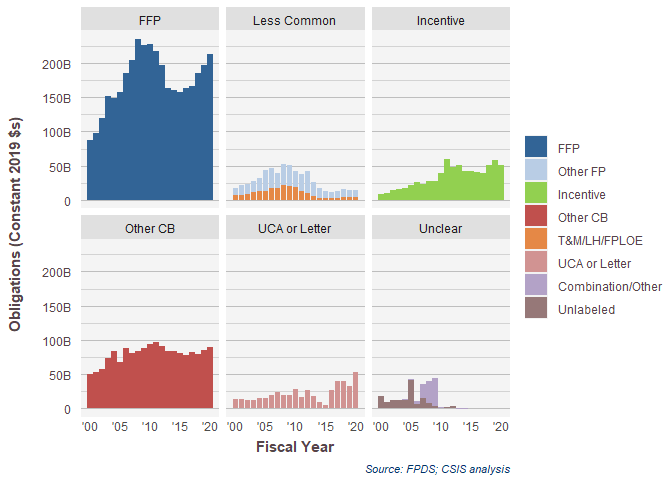 FFP
Less Common
Incentive
200B
150B
100B
50B
0
Other CB
UCA or Letter
Unclear
200B
150B
100B
50B
0
'00 '05 '10 '15 '20
'00 '05 '10 '15 '20
'00 '05 '10 '15 '20
Fiscal Year
Obligations (Constant 2019 $s)
FFP
Other FP
Incentive
Other CB
T&M/LH/FPLOE
UCA or Letter
Combination/Other
Unlabeled
Source: FPDS; CSIS analysis